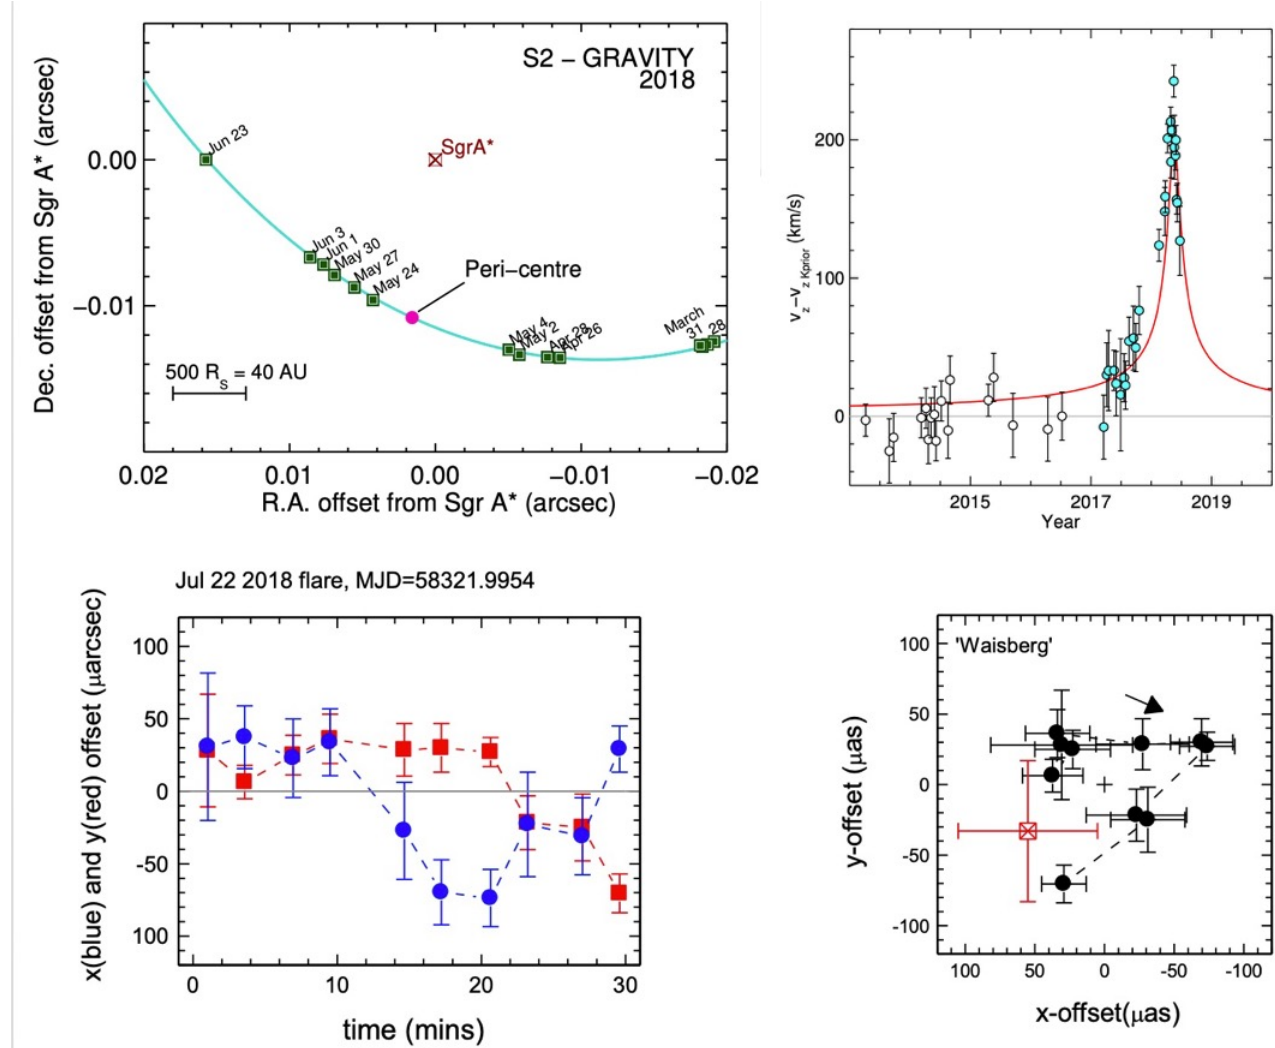 S2 – GRAVITY
2018
Dec. offset from Sgr A* (arcsec)
0.00
−0.01
Jun 23
SgrA*
Jun 3
Jun 1
May 30
May 27
May 24
Peri−centre
May 4
May 2
Apr 28
Apr 26
March
31
28
500 RS = 40 AU
0.02
0.01
0.00
−0.01
−0.02
R.A. offset from Sgr A* (arcsec)
vz−vz Kprior (km/s)
200
100
0
2015
2017
2019
Year
Jul 22 2018 flare, MJD=58321.9954
x(blue) and y(red) offset (μarcsec)
100
50
0
-50
100
0
10
20
30
time (mins)
'Waisberg'
y-offset (μas)
100
50
0
-50
-100
100
50
0
-50
-100
x-offset(μas)